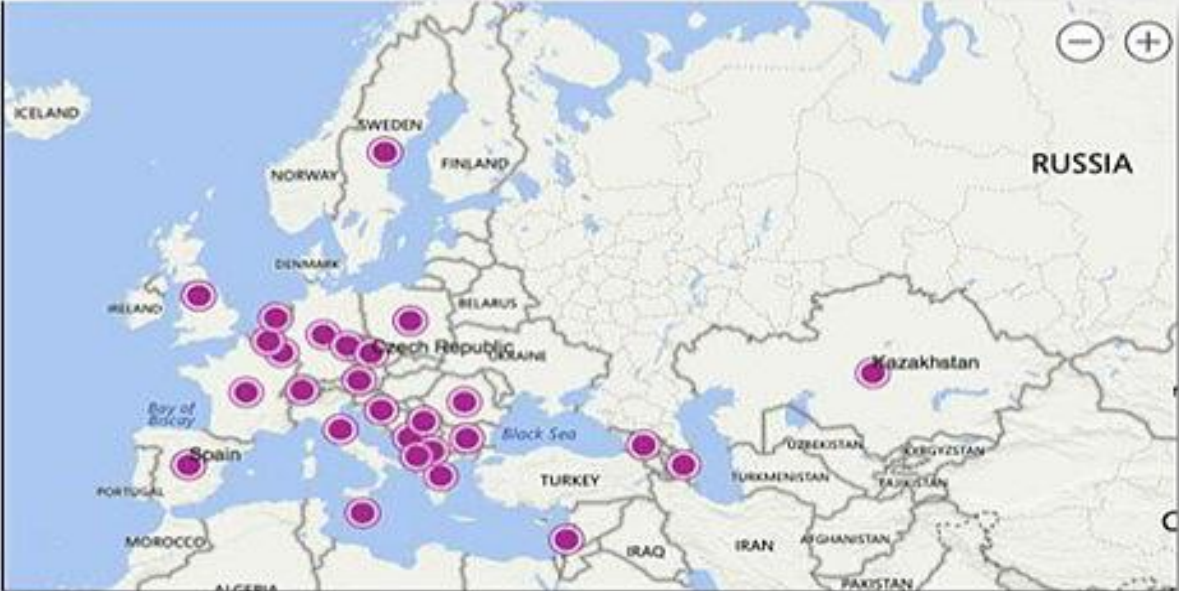 ICELAND
SWEDEN
FINLAND
NORWAY
RUSSIA
DENMARK
IRELAND
BELARUS
Czech Republic
UKRAINE
Kazakhstan
Bay of
Biscay
Black Sea
UZBEKISTAN
KYRGYZSTAN
Spain
TURKEY
TURKMENISTAN
TAJIKISTAN
PORTUGAL
MOROCCO
IRAQ
IRAN
AFGHANISTAN
PAKISTAN
ALGERIA
C